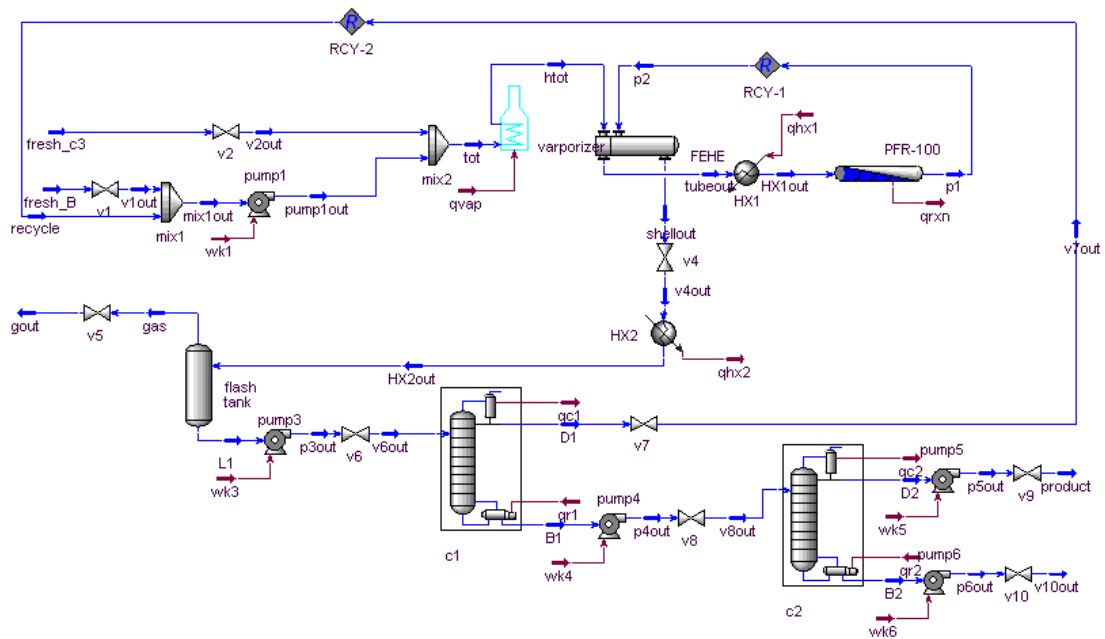 R
RCY-2
htot
p2
R
RCY-1
fresh_c3
v2
v2out
mix2
tot
varporizer
qvap
FEHE
tubeout
qhx1
HX1
HX1out
PFR-100
p1
qrxn
fresh_B
v1
v1out
recycle
mix1
mix1out
pump1
pump1out
wk1
shellout
v4
v4out
v7out
gout
v5
gas
HX2
qhx2
HX2out
flash
tank
L1
pump3
p3out
v6
v6out
wk3
qc1
D1
v7
qr1
B1
c1
pump4
p4out
v8
v8out
wk4
pump5
qc2
D2
p5out
v9
product
wk5
pump6
qr2
B2
p6out
v10
v10out
c2
wk6